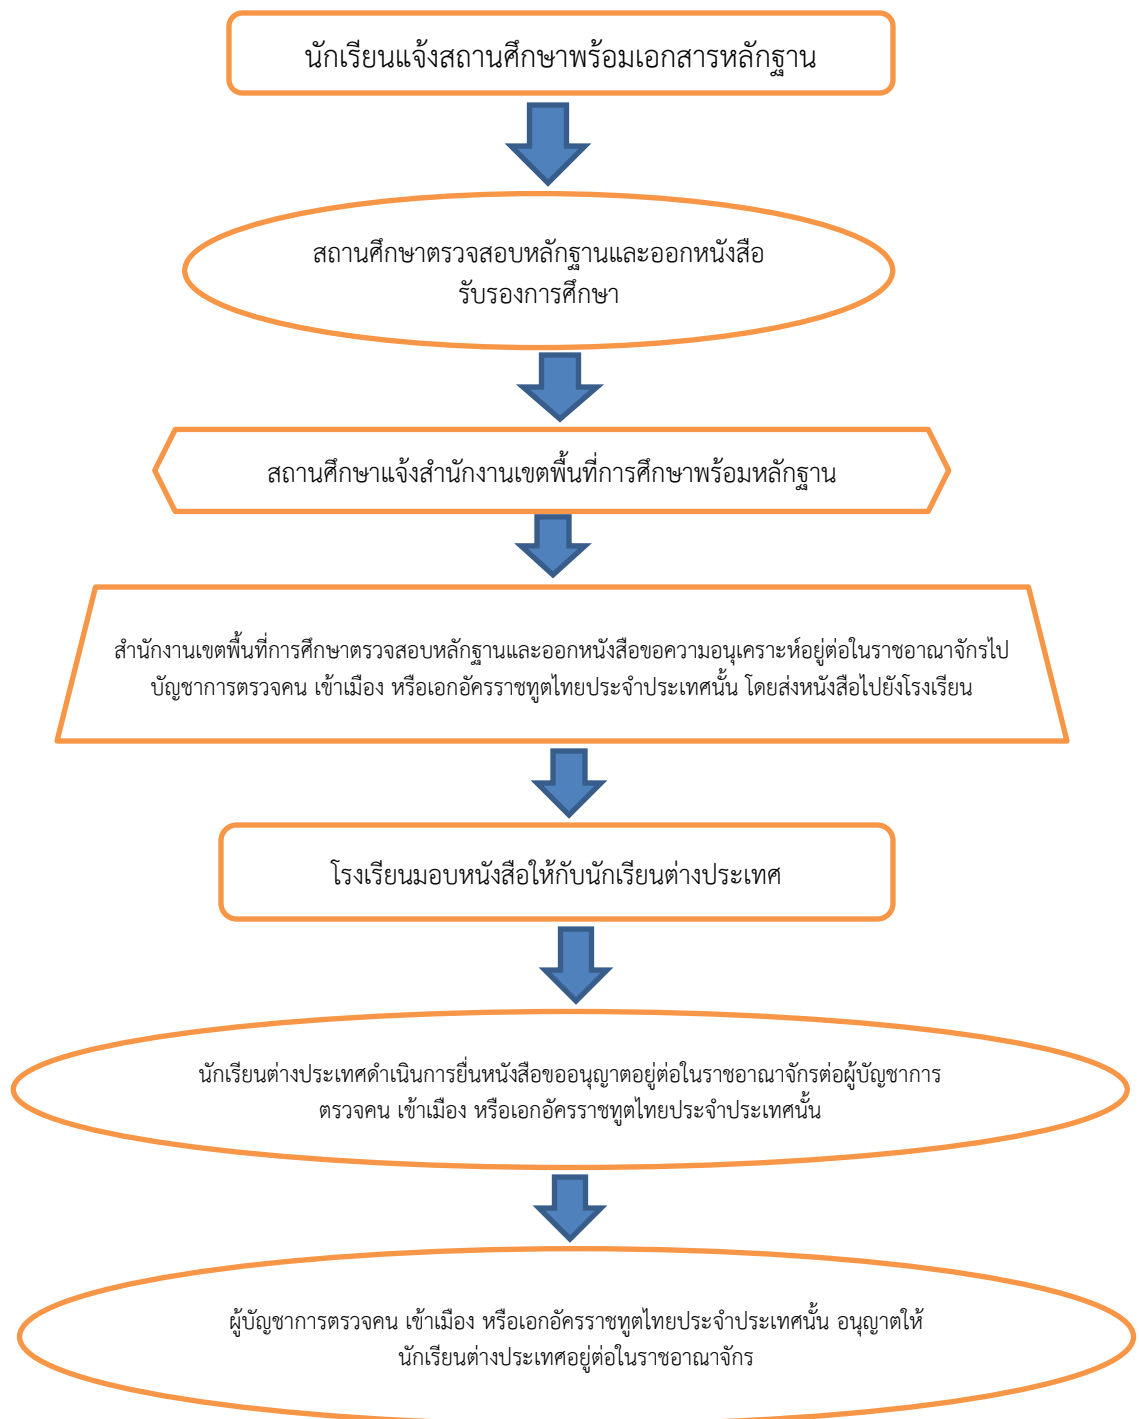 นักเรียนแจ้งสถานศึกษาพร้อมเอกสารหลักฐาน
สถานศึกษาตรวจสอบหลักฐานและออกหนังสือ
รับรองการศึกษา
สถานศึกษาแจ้งสำนักงานเขตพื้นที่การศึกษาพร้อมหลักฐาน
สำนักงานเขตพื้นที่การศึกษาตรวจสอบหลักฐานและออกหนังสือขอความอนุเคราะห์อยู่ต่อในราชอาณาจักรไป
บัญชาการตรวจคน เข้าเมือง หรือเอกอัครราชทูตไทยประจำประเทศนั้น โดยส่งหนังสือไปยังโรงเรียน
โรงเรียนมอบหนังสือให้กับนักเรียนต่างประเทศ
นักเรียนต่างประเทศดำเนินการยื่นหนังสือขออนุญาตอยู่ต่อในราชอาณาจักรต่อผู้บัญชาการ
ตรวจคน เข้าเมือง หรือเอกอัครราชทูตไทยประจำประเทศนั้น
ผู้บัญชาการตรวจคน เข้าเมือง หรือเอกอัครราชทูตไทยประจำประเทศนั้น อนุญาตให้
นักเรียนต่างประเทศอยู่ต่อในราชอาณาจักร